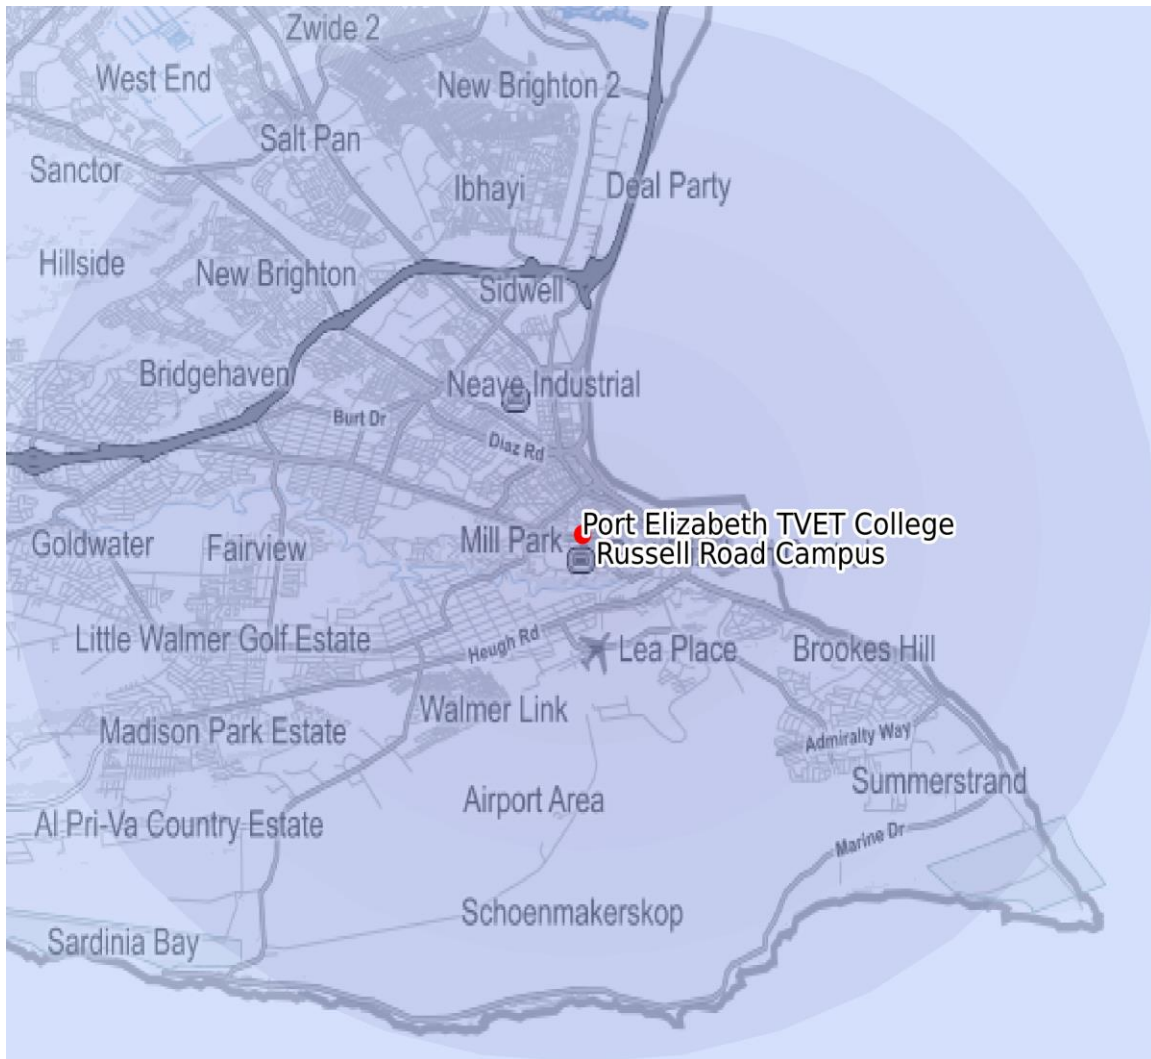 Zwide 2
West End
New Brighton 2
Salt Pan
Sanctor
Ibhayi
Deal Party
Hillside
New Brighton
Sidwell
Bridgehaven
Neave Industrial
Burt Dr
Diaz Rd
Port Elizabeth TVET College
Russell Road Campus
Mill Park
Goldwater
Fairview
Little Walmer Golf Estate
Heugh Rd
Lea Place
Brookes Hill
Walmer Link
Madison Park Estate
Admiralty Way
Summerstrand
Airport Area
Al Pri-Va Country Estate
Marine Dr
Schoenmakerskop
Sardinia Bay